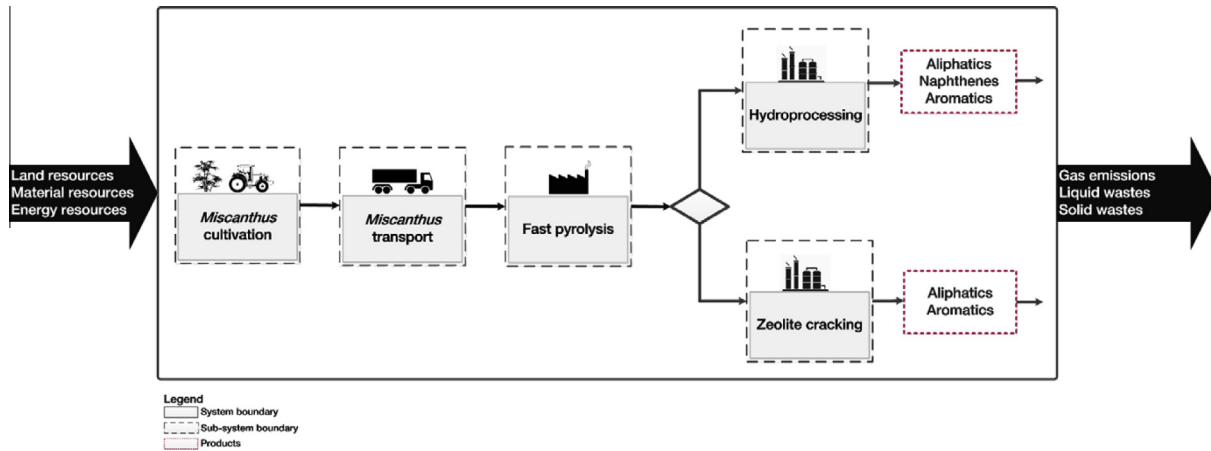 Land resources
Material resources
Energy resources
Miscanthus
cultivation
Miscanthus
transport
Fast pyrolysis
Hydroprocessing
Aliphatics
Naphthenes
Aromatics
Zeolite cracking
Aliphatics
Aromatics
Gas emissions
Liquid wastes
Solid wastes
Legend
System boundary
Sub-system boundary
Products